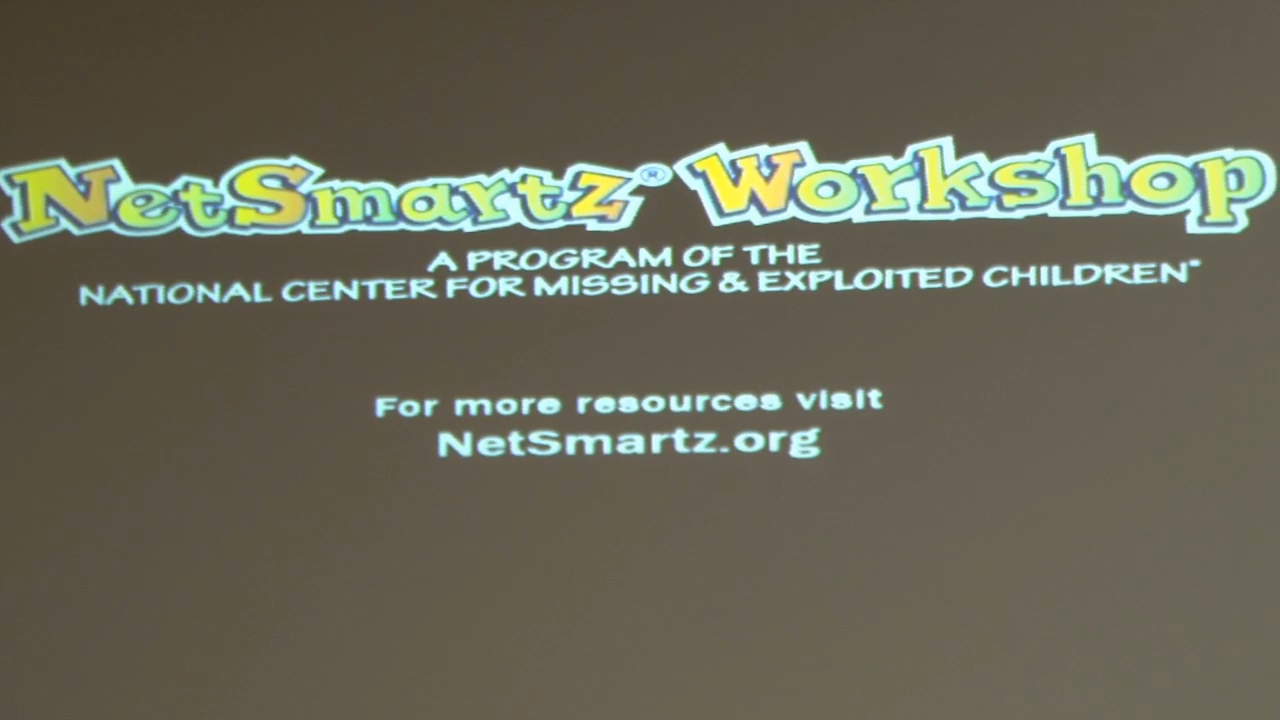 NetSmartz® Workshop
A PROGRAM OF THE
NATIONAL CENTER FOR MISSING & EXPLOITED CHILDREN®
For more resources visit
NetSmartz.org